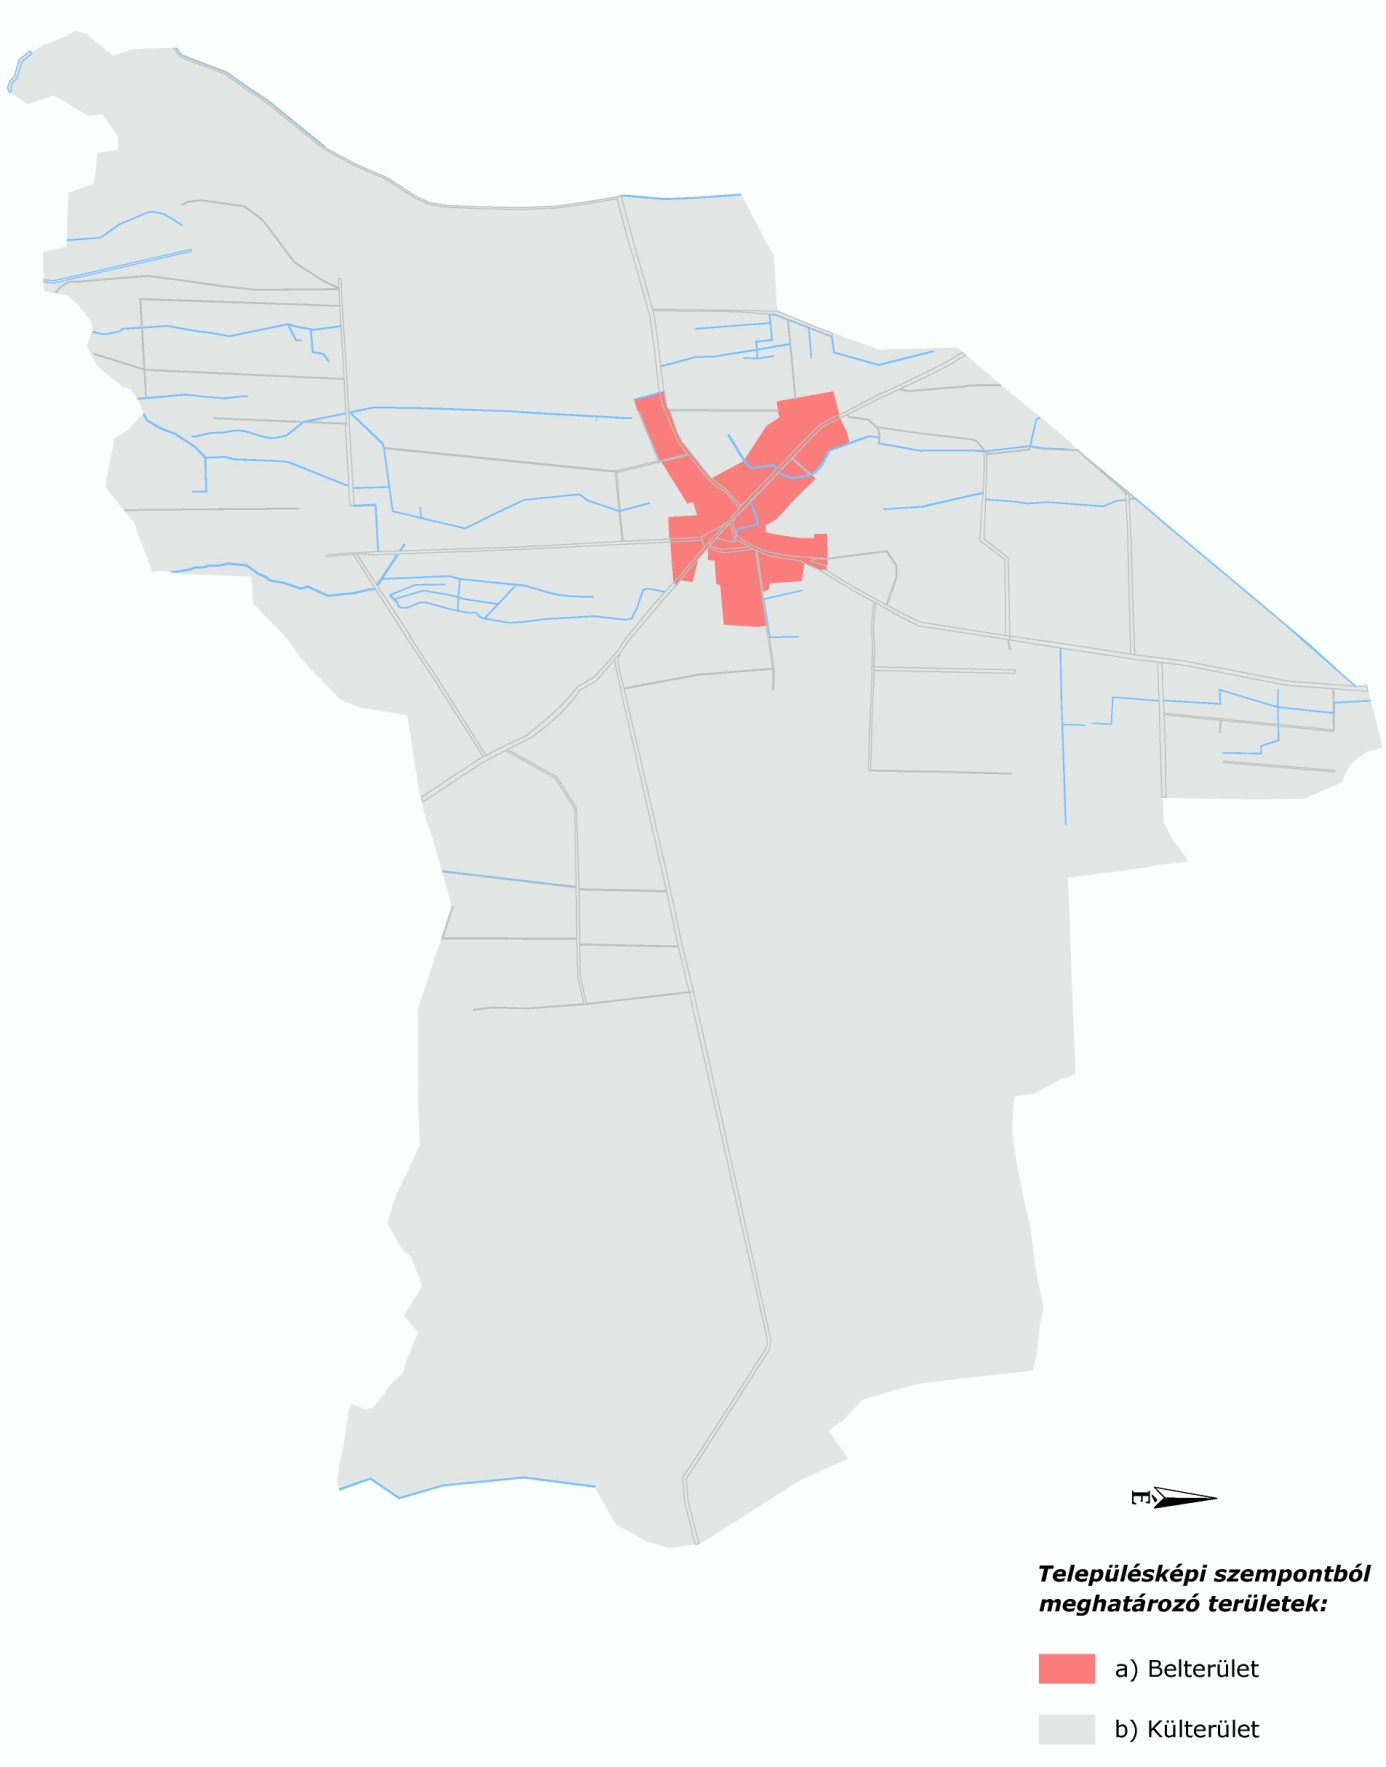 É
Településképi szempontból
meghatározó területek:
a) Belterület
b) Külterület